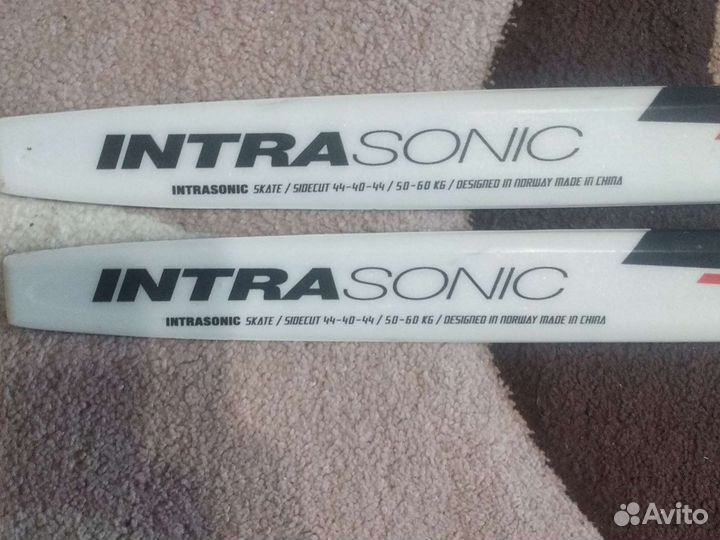 INTRASONIC
INTRASONIC SKATE / SIDECUT 44-40-44 / 50-60 KG / DESIGNED IN NORWAY MADE IN CHINA
INTRASONIC
INTRASONIC SKATE / SIDECUT 44-40-44 / 50-60 KG / DESIGNED IN NORWAY MADE IN CHINA
Avito